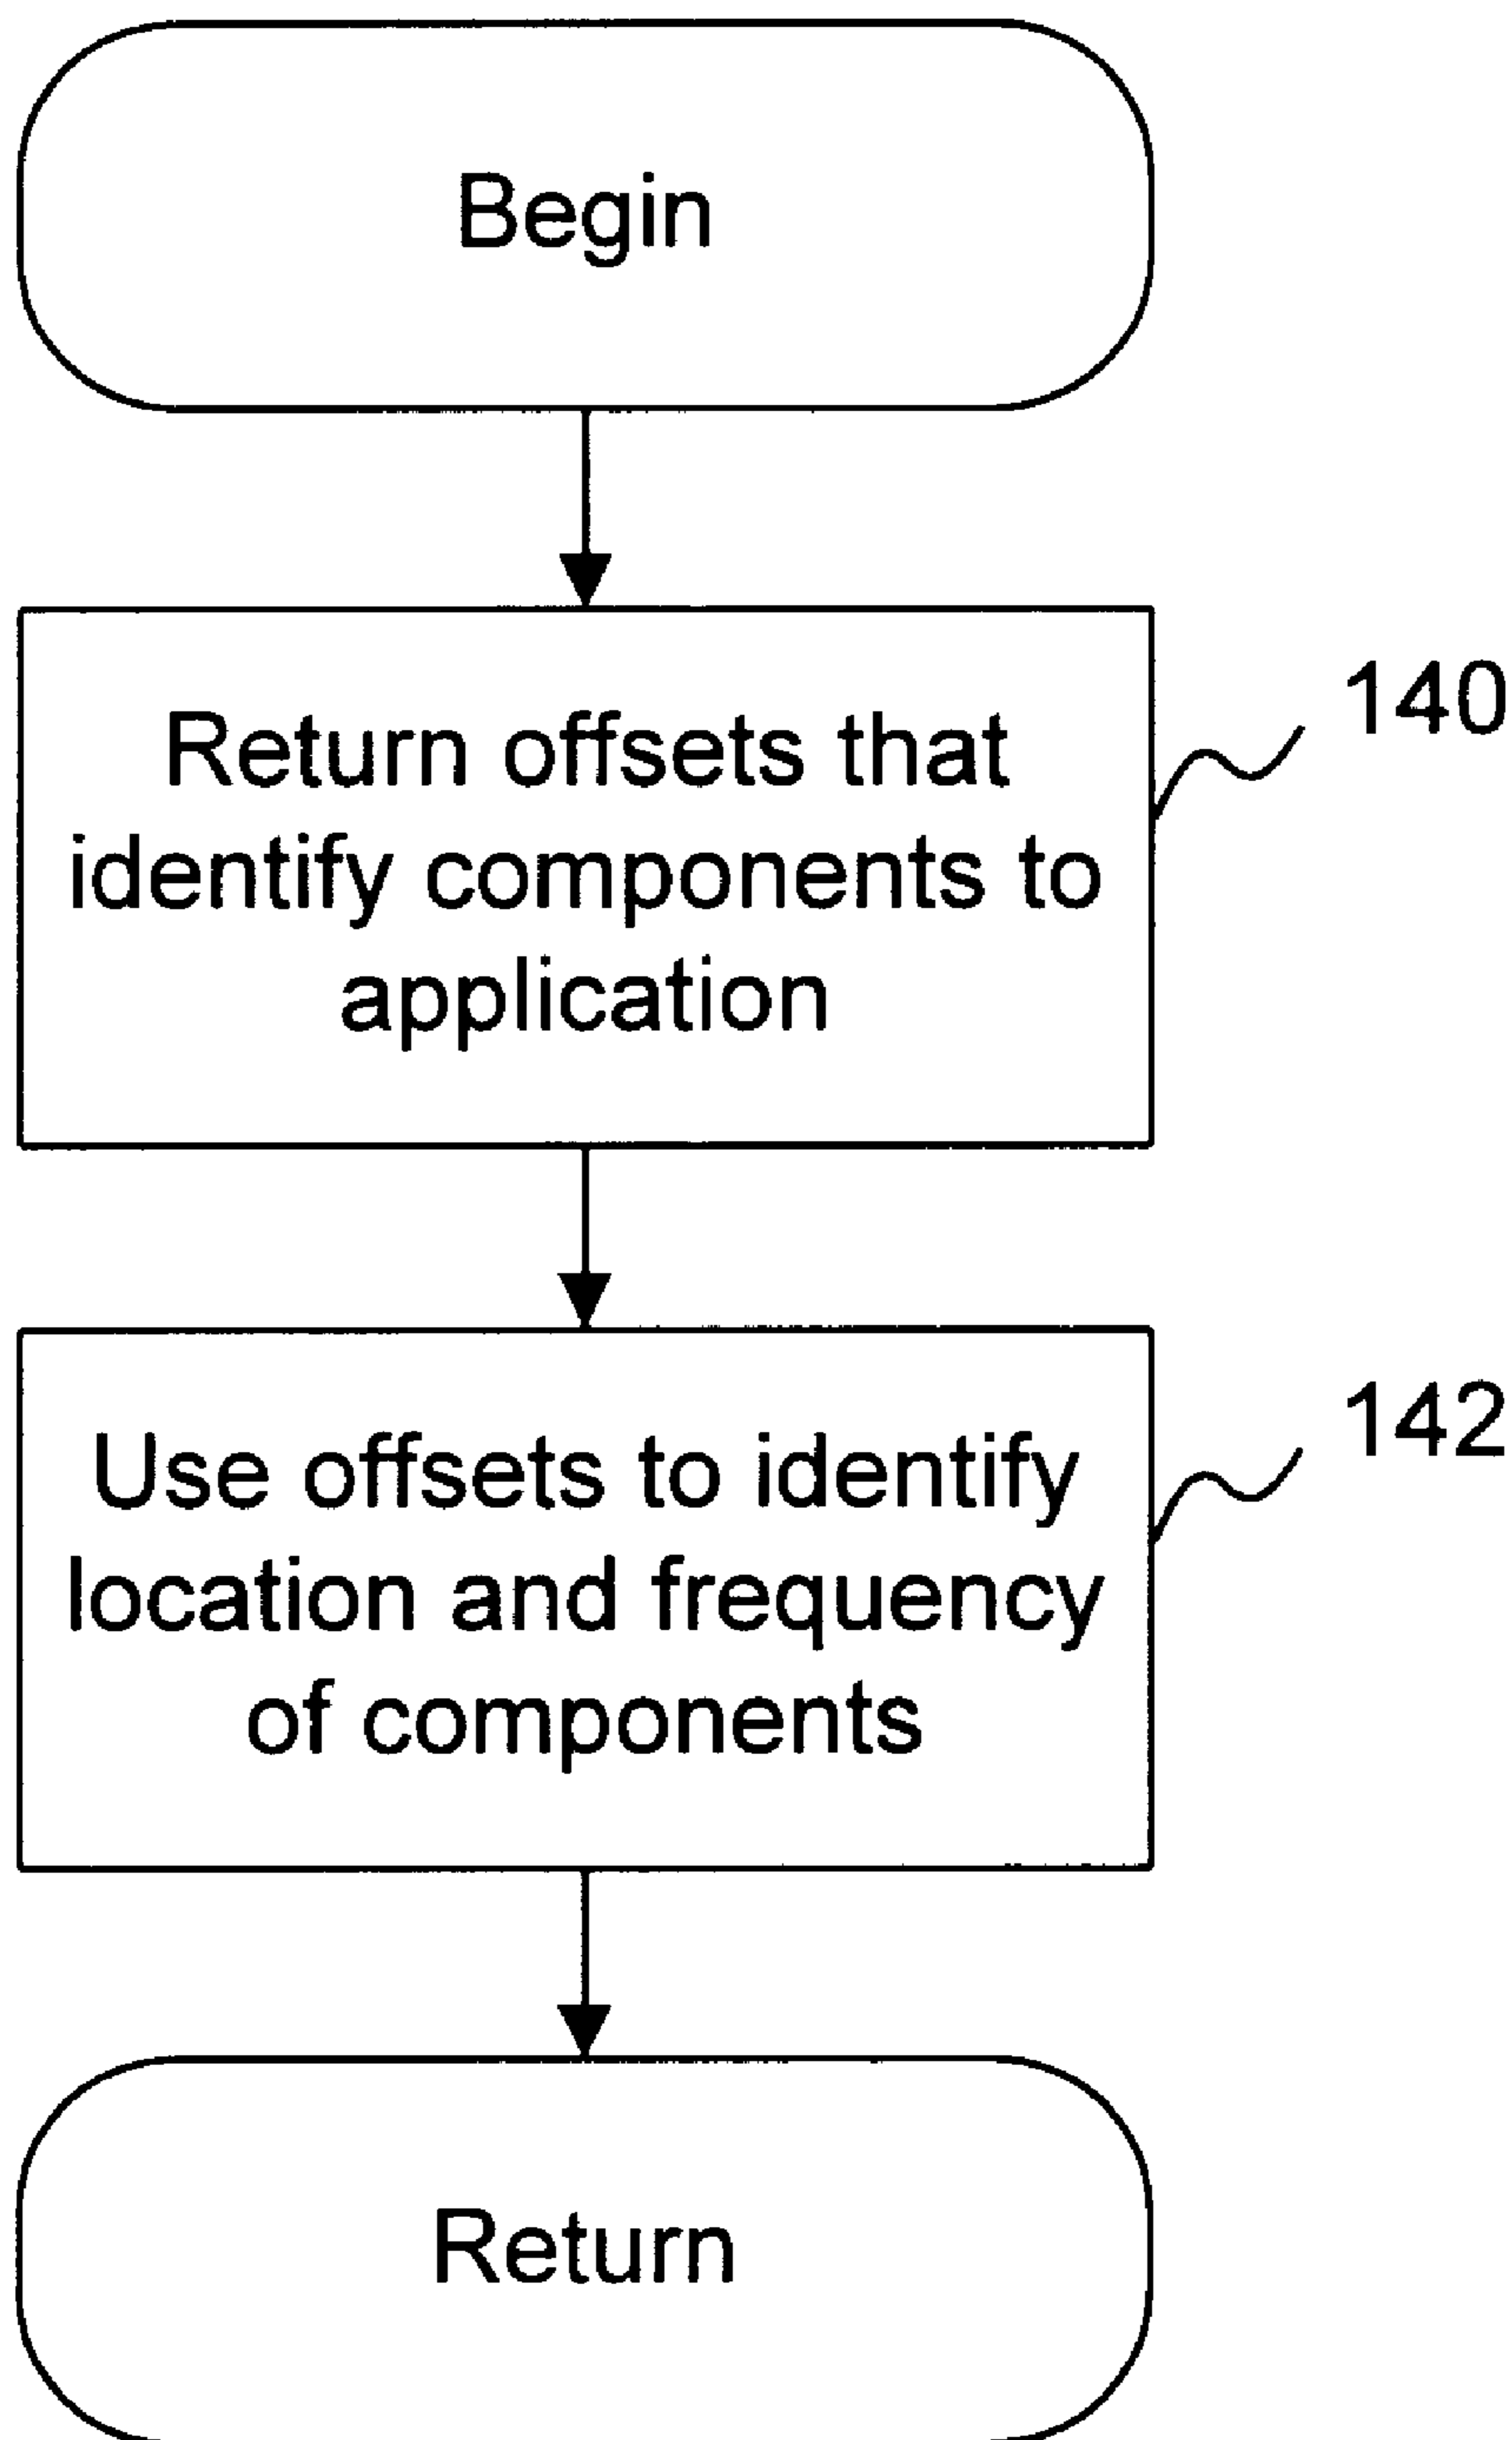 Begin
Return offsets that
identify components to
application
140
Use offsets to identify
location and frequency
of components
142
Return